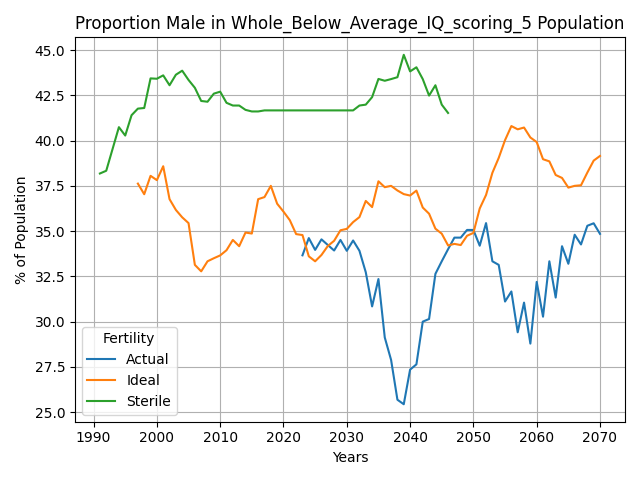 Proportion Male in Whole_Below_Average_IQ_scoring_5 Population
45.0
42.5
40.0
37.5
35.0
32.5
30.0
27.5
25.0
% of Population
Fertility
Actual
Ideal
Sterile
1990 2000 2010 2020 2030 2040 2050 2060 2070
Years